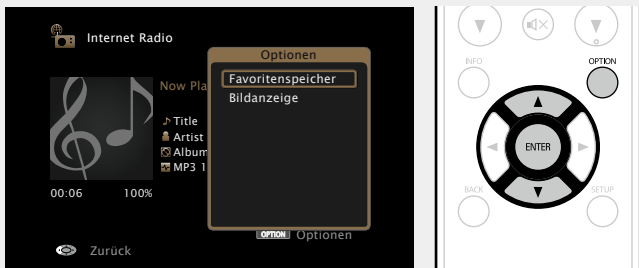 Internet Radio
Optionen
Favoritenspeicher
Bildanzeige
Now Pla
Title
Artist
Album
MP3 1
00:06 100%
OPTION Optionen
Zurück
INFO
OPTION
ENTER
BACK
SETUP